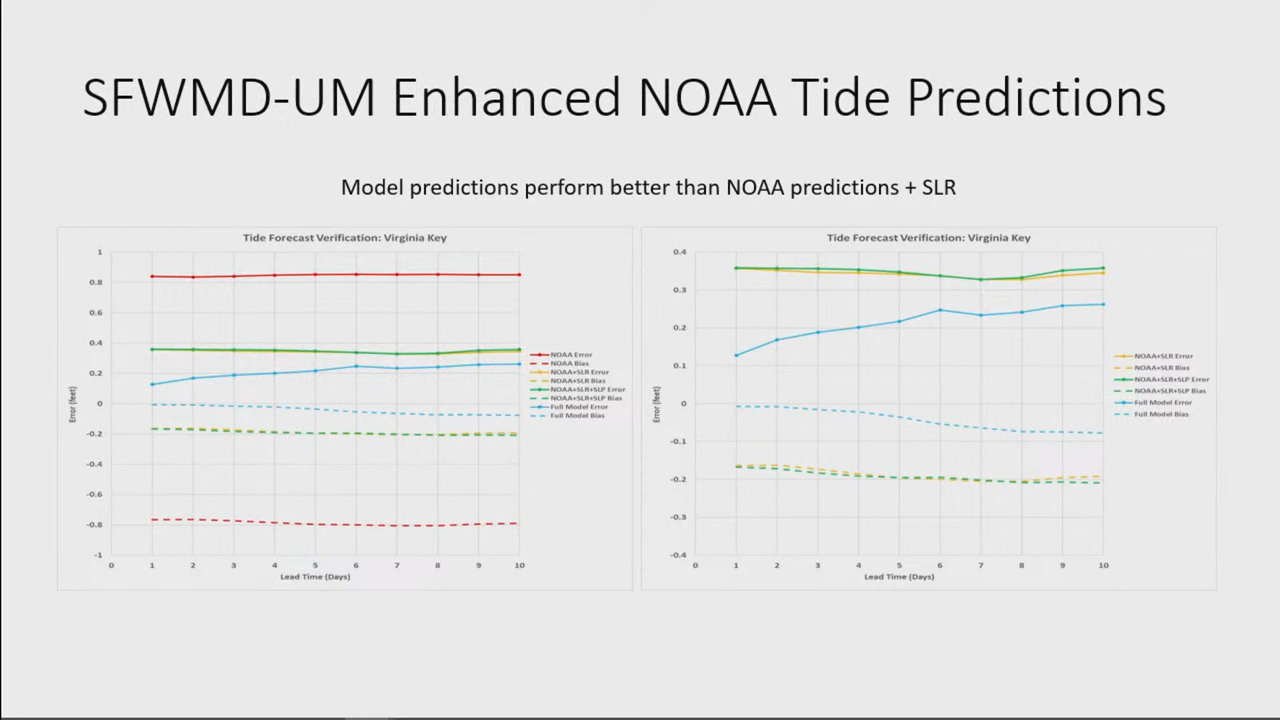 SFWMD-UM Enhanced NOAA Tide Predictions
Model predictions perform better than NOAA predictions + SLR
Tide Forecast Verification: Virginia Key
1
0.8
0.6
0.4
0.2
0
-0.2
-0.4
-0.6
-0.8
-1
Error (feet)
0 1 2 3 4 5 6 7 8 9 10
Lead Time (Days)
NOAA Error
NOAA Bias
NOAA+SLR Error
NOAA+SLR Bias
NOAA+SLR+SLP Error
NOAA+SLR+SLP Bias
Full Model Error
Full Model Bias
Tide Forecast Verification: Virginia Key
0.4
0.3
0.2
0.1
0
-0.1
-0.2
-0.3
-0.4
Error (feet)
0 1 2 3 4 5 6 7 8 9 10
Lead Time (Days)
NOAA+SLR Error
NOAA+SLR Bias
NOAA+SLR+SLP Error
NOAA+SLR+SLP Bias
Full Model Error
Full Model Bias